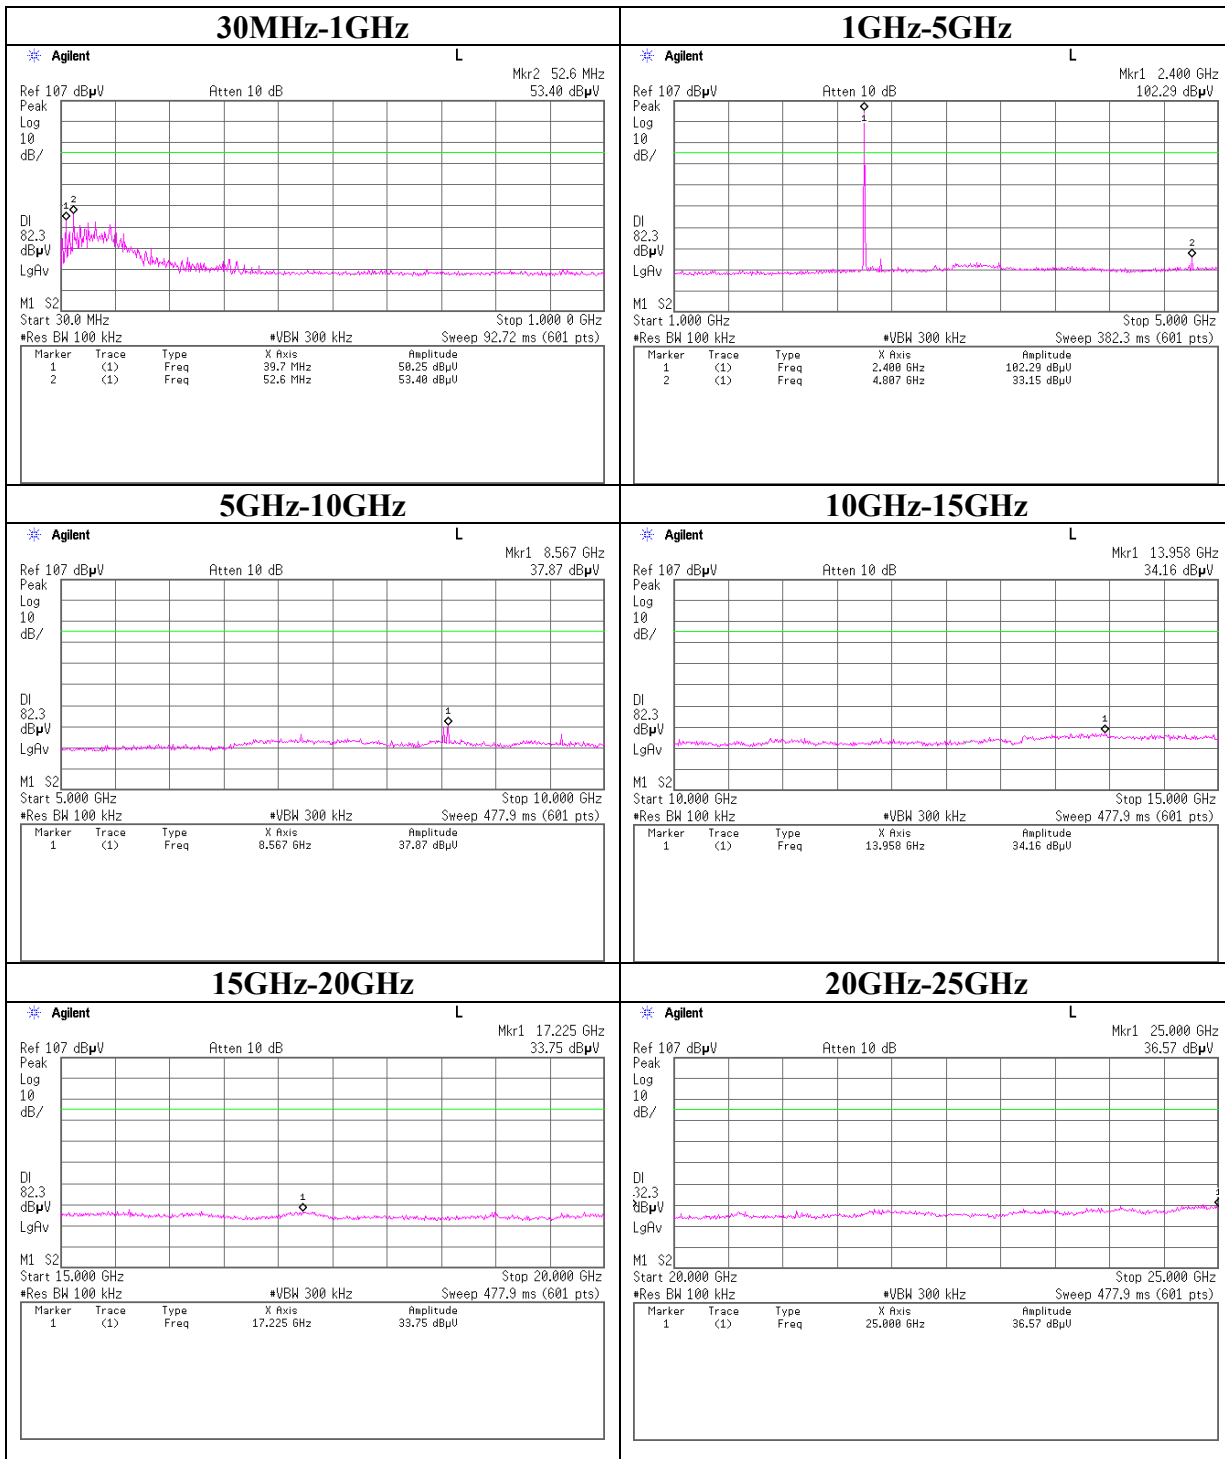 30MHz-1GHz
Agilent L
Mkr2 52.6 MHz
Ref 107 dBµV Atten 10 dB 53.40 dBµV
Peak
Log
10
dB/
1 2
DI
82.3
dBµV
LgAv
M1 S2
Start 30.0 MHz Stop 1.000 0 GHz
#Res BW 100 kHz #VBW 300 kHz Sweep 92.72 ms (601 pts)
Marker Trace Type X Axis Amplitude
1 (1) Freq 39.7 MHz 50.25 dBµV
2 (1) Freq 52.6 MHz 53.40 dBµV
1GHz-5GHz
Agilent L
Mkr1 2.400 GHz
Ref 107 dBµV Atten 10 dB 102.29 dBµV
Peak
Log
10
dB/
1
2
DI
82.3
dBµV
LgAv
M1 S2
Start 1.000 GHz Stop 5.000 GHz
#Res BW 100 kHz #VBW 300 kHz Sweep 382.3 ms (601 pts)
Marker Trace Type X Axis Amplitude
1 (1) Freq 2.400 GHz 102.29 dBµV
2 (1) Freq 4.807 GHz 33.15 dBµV
5GHz-10GHz
Agilent L
Mkr1 8.567 GHz
Ref 107 dBµV Atten 10 dB 37.87 dBµV
Peak
Log
10
dB/
1
DI
82.3
dBµV
LgAv
M1 S2
Start 5.000 GHz Stop 10.000 GHz
#Res BW 100 kHz #VBW 300 kHz Sweep 477.9 ms (601 pts)
Marker Trace Type X Axis Amplitude
1 (1) Freq 8.567 GHz 37.87 dBµV
10GHz-15GHz
Agilent L
Mkr1 13.958 GHz
Ref 107 dBµV Atten 10 dB 34.16 dBµV
Peak
Log
10
dB/
1
DI
82.3
dBµV
LgAv
M1 S2
Start 10.000 GHz Stop 15.000 GHz
#Res BW 100 kHz #VBW 300 kHz Sweep 477.9 ms (601 pts)
Marker Trace Type X Axis Amplitude
1 (1) Freq 13.958 GHz 34.16 dBµV
15GHz-20GHz
Agilent L
Mkr1 17.225 GHz
Ref 107 dBµV Atten 10 dB 33.75 dBµV
Peak
Log
10
dB/
1
DI
82.3
dBµV
LgAv
M1 S2
Start 15.000 GHz Stop 20.000 GHz
#Res BW 100 kHz #VBW 300 kHz Sweep 477.9 ms (601 pts)
Marker Trace Type X Axis Amplitude
1 (1) Freq 17.225 GHz 33.75 dBµV
20GHz-25GHz
Agilent L
Mkr1 25.000 GHz
Ref 107 dBµV Atten 10 dB 36.57 dBµV
Peak
Log
10
dB/
1
DI
dBµV
LgAv
M1 S2
Start 20.000 GHz Stop 25.000 GHz
#Res BW 100 kHz #VBW 300 kHz Sweep 477.9 ms (601 pts)
Marker Trace Type X Axis Amplitude
1 (1) Freq 25.000 GHz 36.57 dBµV